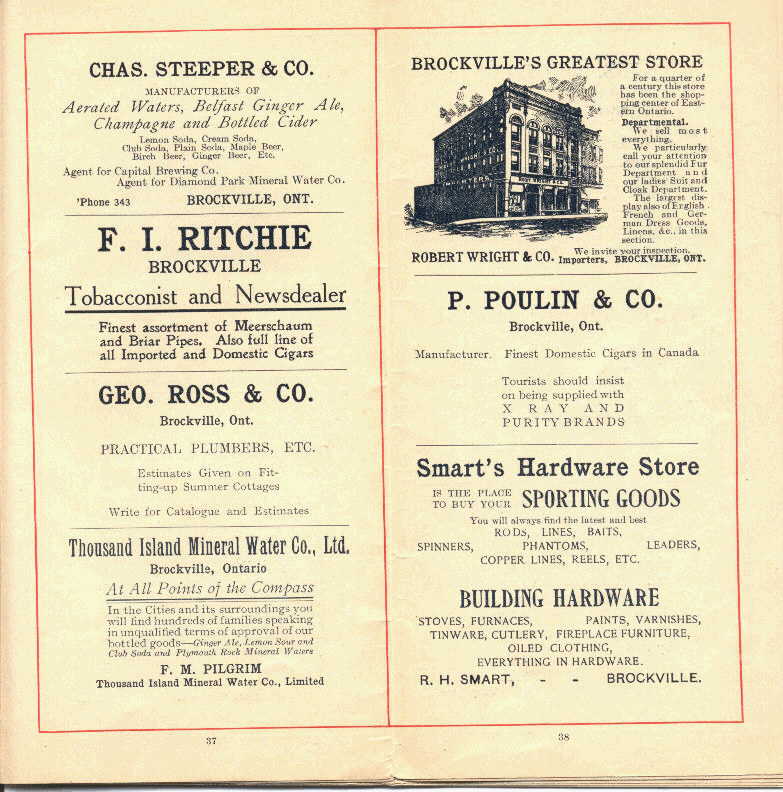 CHAS. STEEPER & CO.
MANUFACTURERS OF
Aerated Waters, Belfast Ginger Ale,
Champagne and Bottled Cider
Lemon Soda, Cream Soda,
Club Soda, Plain Soda, Maple Beer,
Birch Beer, Ginger Beer, Etc.
Agent for Capital Brewing Co.
Agent for Diamond Park Mineral Water Co.
'Phone 343 BROCKVILLE, ONT.
F. I. RITCHIE
BROCKVILLE
Tobacconist and Newsdealer
Finest assortment of Meerschaum
and Briar Pipes. Also full line of
all Imported and Domestic Cigars
GEO. ROSS & CO.
Brockville, Ont.
PRACTICAL PLUMBERS, ETC.
Estimates Given on Fit-
ting-up Summer Cottages
Write for Catalogue and Estimates
Thousand Island Mineral Water Co., Ltd.
Brockville, Ontario
At All Points of the Compass
In the Cities and its surroundings you
will find hundreds of families speaking
in unqualified terms of approval of our
bottled goods—Ginger Ale, Lemon Sour and
Club Soda and Plymouth Rock Mineral Waters
F. M. PILGRIM
Thousand Island Mineral Water Co., Limited
37
BROCKVILLE'S GREATEST STORE
For a quarter of
a century this store
has been the shop-
ping center of East-
ern Ontario.
Departmental.
We sell most
everything.
We particularly
call your attention
to our splendid Fur
Department and
our ladies' Suit and
Cloak Department.
The largest dis-
play also of English
French and Ger-
man Dress Goods,
Linens, &c., in this
section.
We invite your inspection.
ROBERT WRIGHT & CO. Importers, BROCKVILLE, ONT.
P. POULIN & CO.
Brockville, Ont.
Manufacturer. Finest Domestic Cigars in Canada
Tourists should insist
on being supplied with
X RAY AND
PURITY BRANDS
Smart's Hardware Store
IS THE PLACE
TO BUY YOUR SPORTING GOODS
You will always find the latest and best
RODS, LINES, BAITS,
SPINNERS, PHANTOMS, LEADERS,
COPPER LINES, REELS, ETC.
BUILDING HARDWARE
STOVES, FURNACES, PAINTS, VARNISHES,
TINWARE, CUTLERY, FIREPLACE FURNITURE,
OILED CLOTHING,
EVERYTHING IN HARDWARE.
R. H. SMART, - - BROCKVILLE.
38